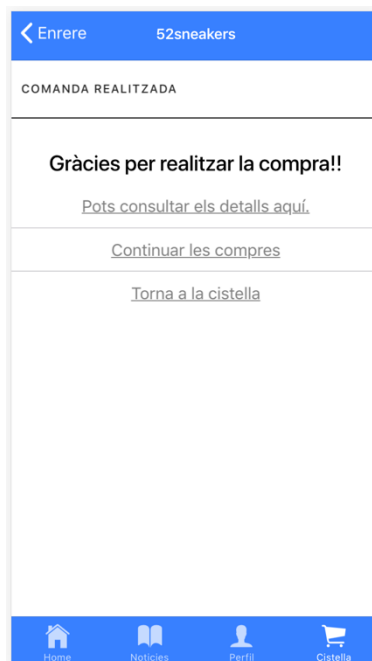 Enrere
52sneakers
COMANDA REALITZADA
Gràcies per realitzar la compra!!
Pots consultar els detalls aquí.
Continuar les compres
Torna a la cistella
Home Noticies Perfil Cistella